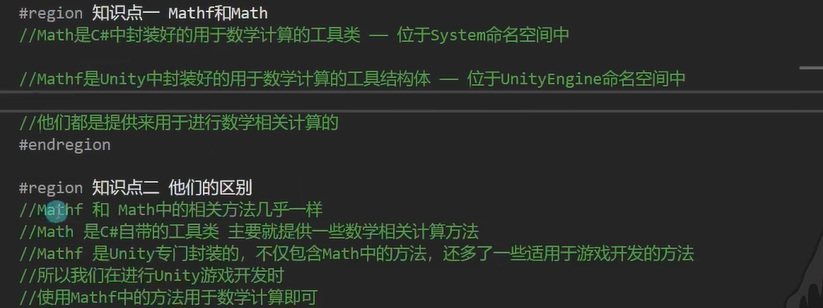 #region 知识点一 Mathf和Math
//Math是C#中封装好的用于数学计算的工具类 —— 位于System命名空间中
//Mathf是Unity中封装好的用于数学计算的工具结构体 —— 位于UnityEngine命名空间中
//他们都是提供来用于进行数学相关计算的
#endregion
#region 知识点二 他们的区别
//Mathf 和 Math中的相关方法几乎一样
//Math 是C#自带的工具类 主要就提供一些数学相关计算方法
//Mathf 是Unity专门封装的，不仅包含Math中的方法，还多了一些适用于游戏开发的方法
//所以我们在进行Unity游戏开发时
//使用Mathf中的方法用于数学计算即可